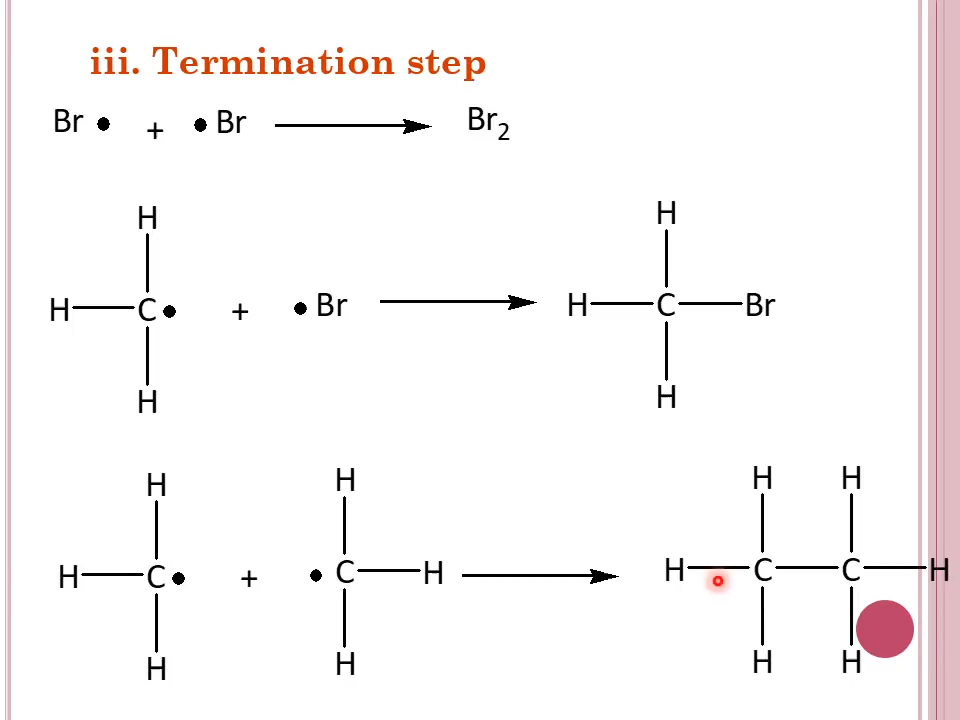 iii. Termination step
Br • + • Br Br₂
H H
H C • + • Br H C Br
H H
H H H H
H C • + • C H H C C H
H H H H